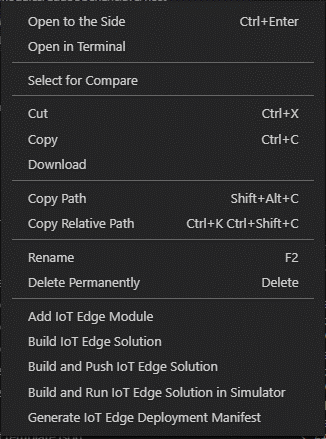 Open to the Side Ctrl+Enter
Open in Terminal
Select for Compare
Cut Ctrl+X
Copy Ctrl+C
Download
Copy Path Shift+Alt+C
Copy Relative Path Ctrl+K Ctrl+Shift+C
Rename F2
Delete Permanently Delete
Add IoT Edge Module
Build IoT Edge Solution
Build and Push IoT Edge Solution
Build and Run IoT Edge Solution in Simulator
Generate IoT Edge Deployment Manifest